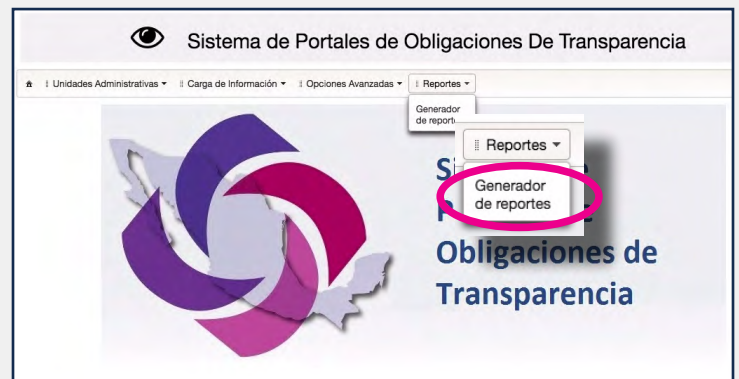 Sistema de Portales de Obligaciones De Transparencia
Unidades Administrativas Carga de Información Opciones Avanzadas Reportes
Generador
de reporte
Reportes
Generador
de reportes
Obligaciones de
Transparencia